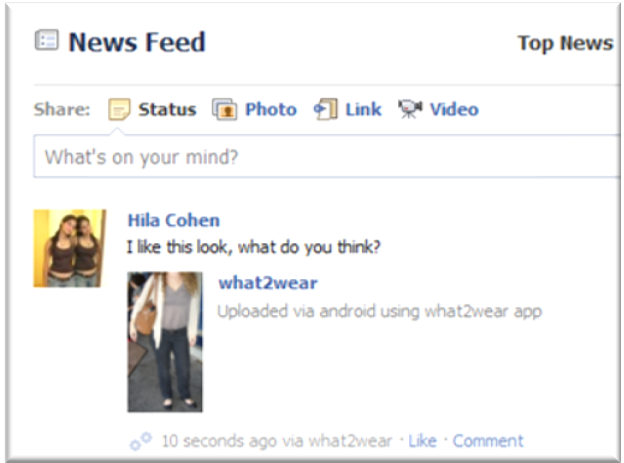 News Feed
Top News
Share: Status Photo Link Video
What's on your mind?
Hila Cohen
I like this look, what do you think?
what2wear
Uploaded via android using what2wear app
10 seconds ago via what2wear · Like · Comment